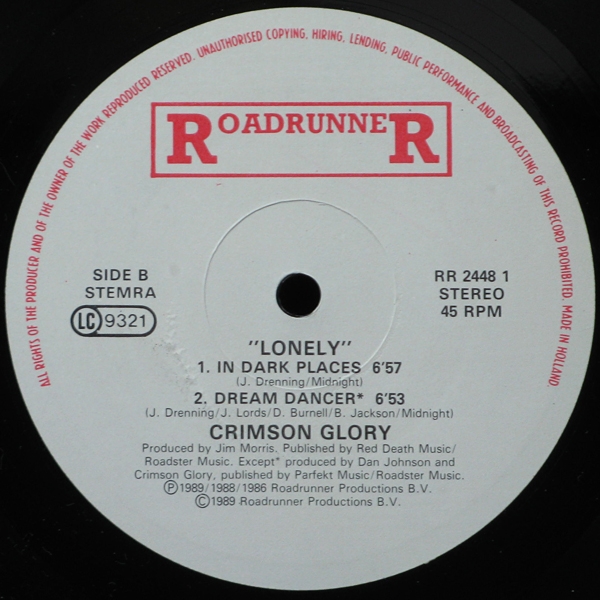 ALL RIGHTS OF THE PRODUCER AND OF THE OWNER OF THE WORK REPRODUCED RESERVED. UNAUTHORISED COPYING, HIRING, LENDING, PUBLIC PERFORMANCE AND BROADCASTING OF THIS RECORD PROHIBITED. MADE IN HOLLAND
ROADRUNNER
SIDE B
STEMRA
LC 9321
RR 2448 1
STEREO
45 RPM
"LONELY"
1. IN DARK PLACES 6'57
(J. Drenning/Midnight)
2. DREAM DANCER* 6'53
(J. Drenning/J. Lords/D. Burnell/B. Jackson/Midnight)
CRIMSON GLORY
Produced by Jim Morris. Published by Red Death Music/
Roadster Music. Except* produced by Dan Johnson and
Crimson Glory, published by Parfekt Music/Roadster Music.
Ⓟ1989/1988/1986 Roadrunner Productions B.V.
©1989 Roadrunner Productions B.V.